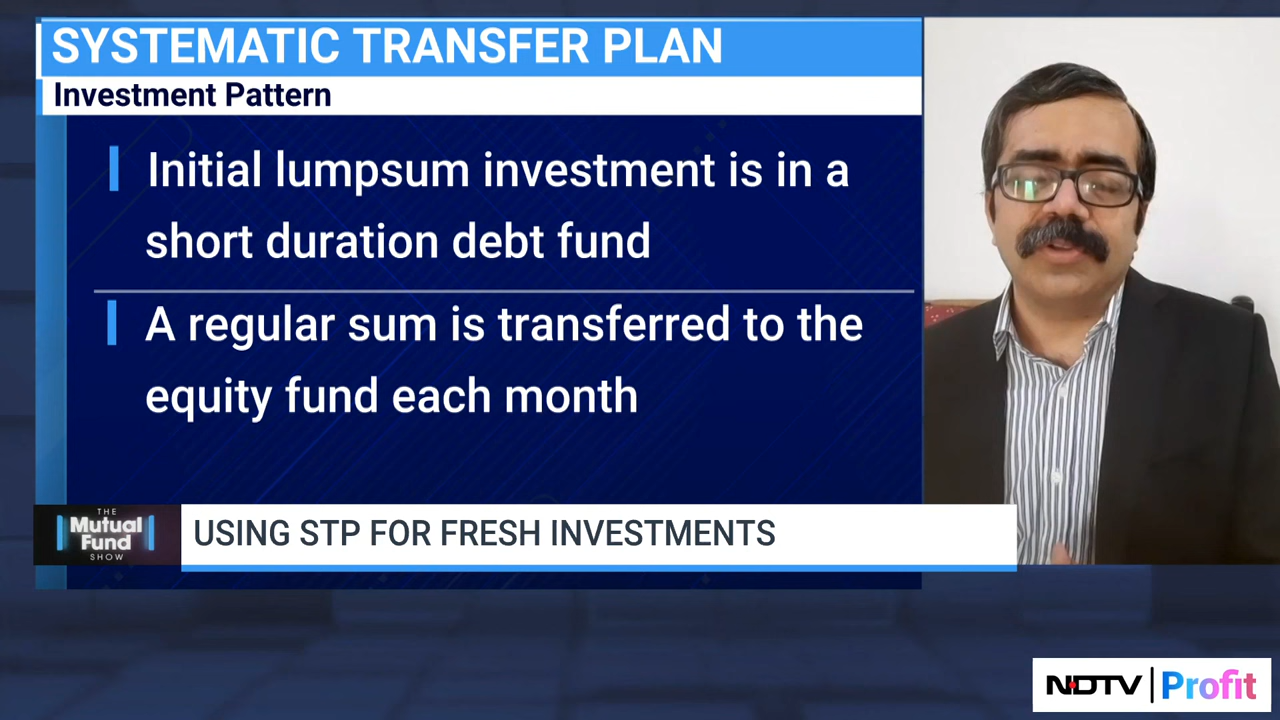 SYSTEMATIC TRANSFER PLAN
Investment Pattern
Initial lumpsum investment is in a
short duration debt fund
A regular sum is transferred to the
equity fund each month
THE
Mutual
Fund
SHOW
USING STP FOR FRESH INVESTMENTS
NDTV Profit